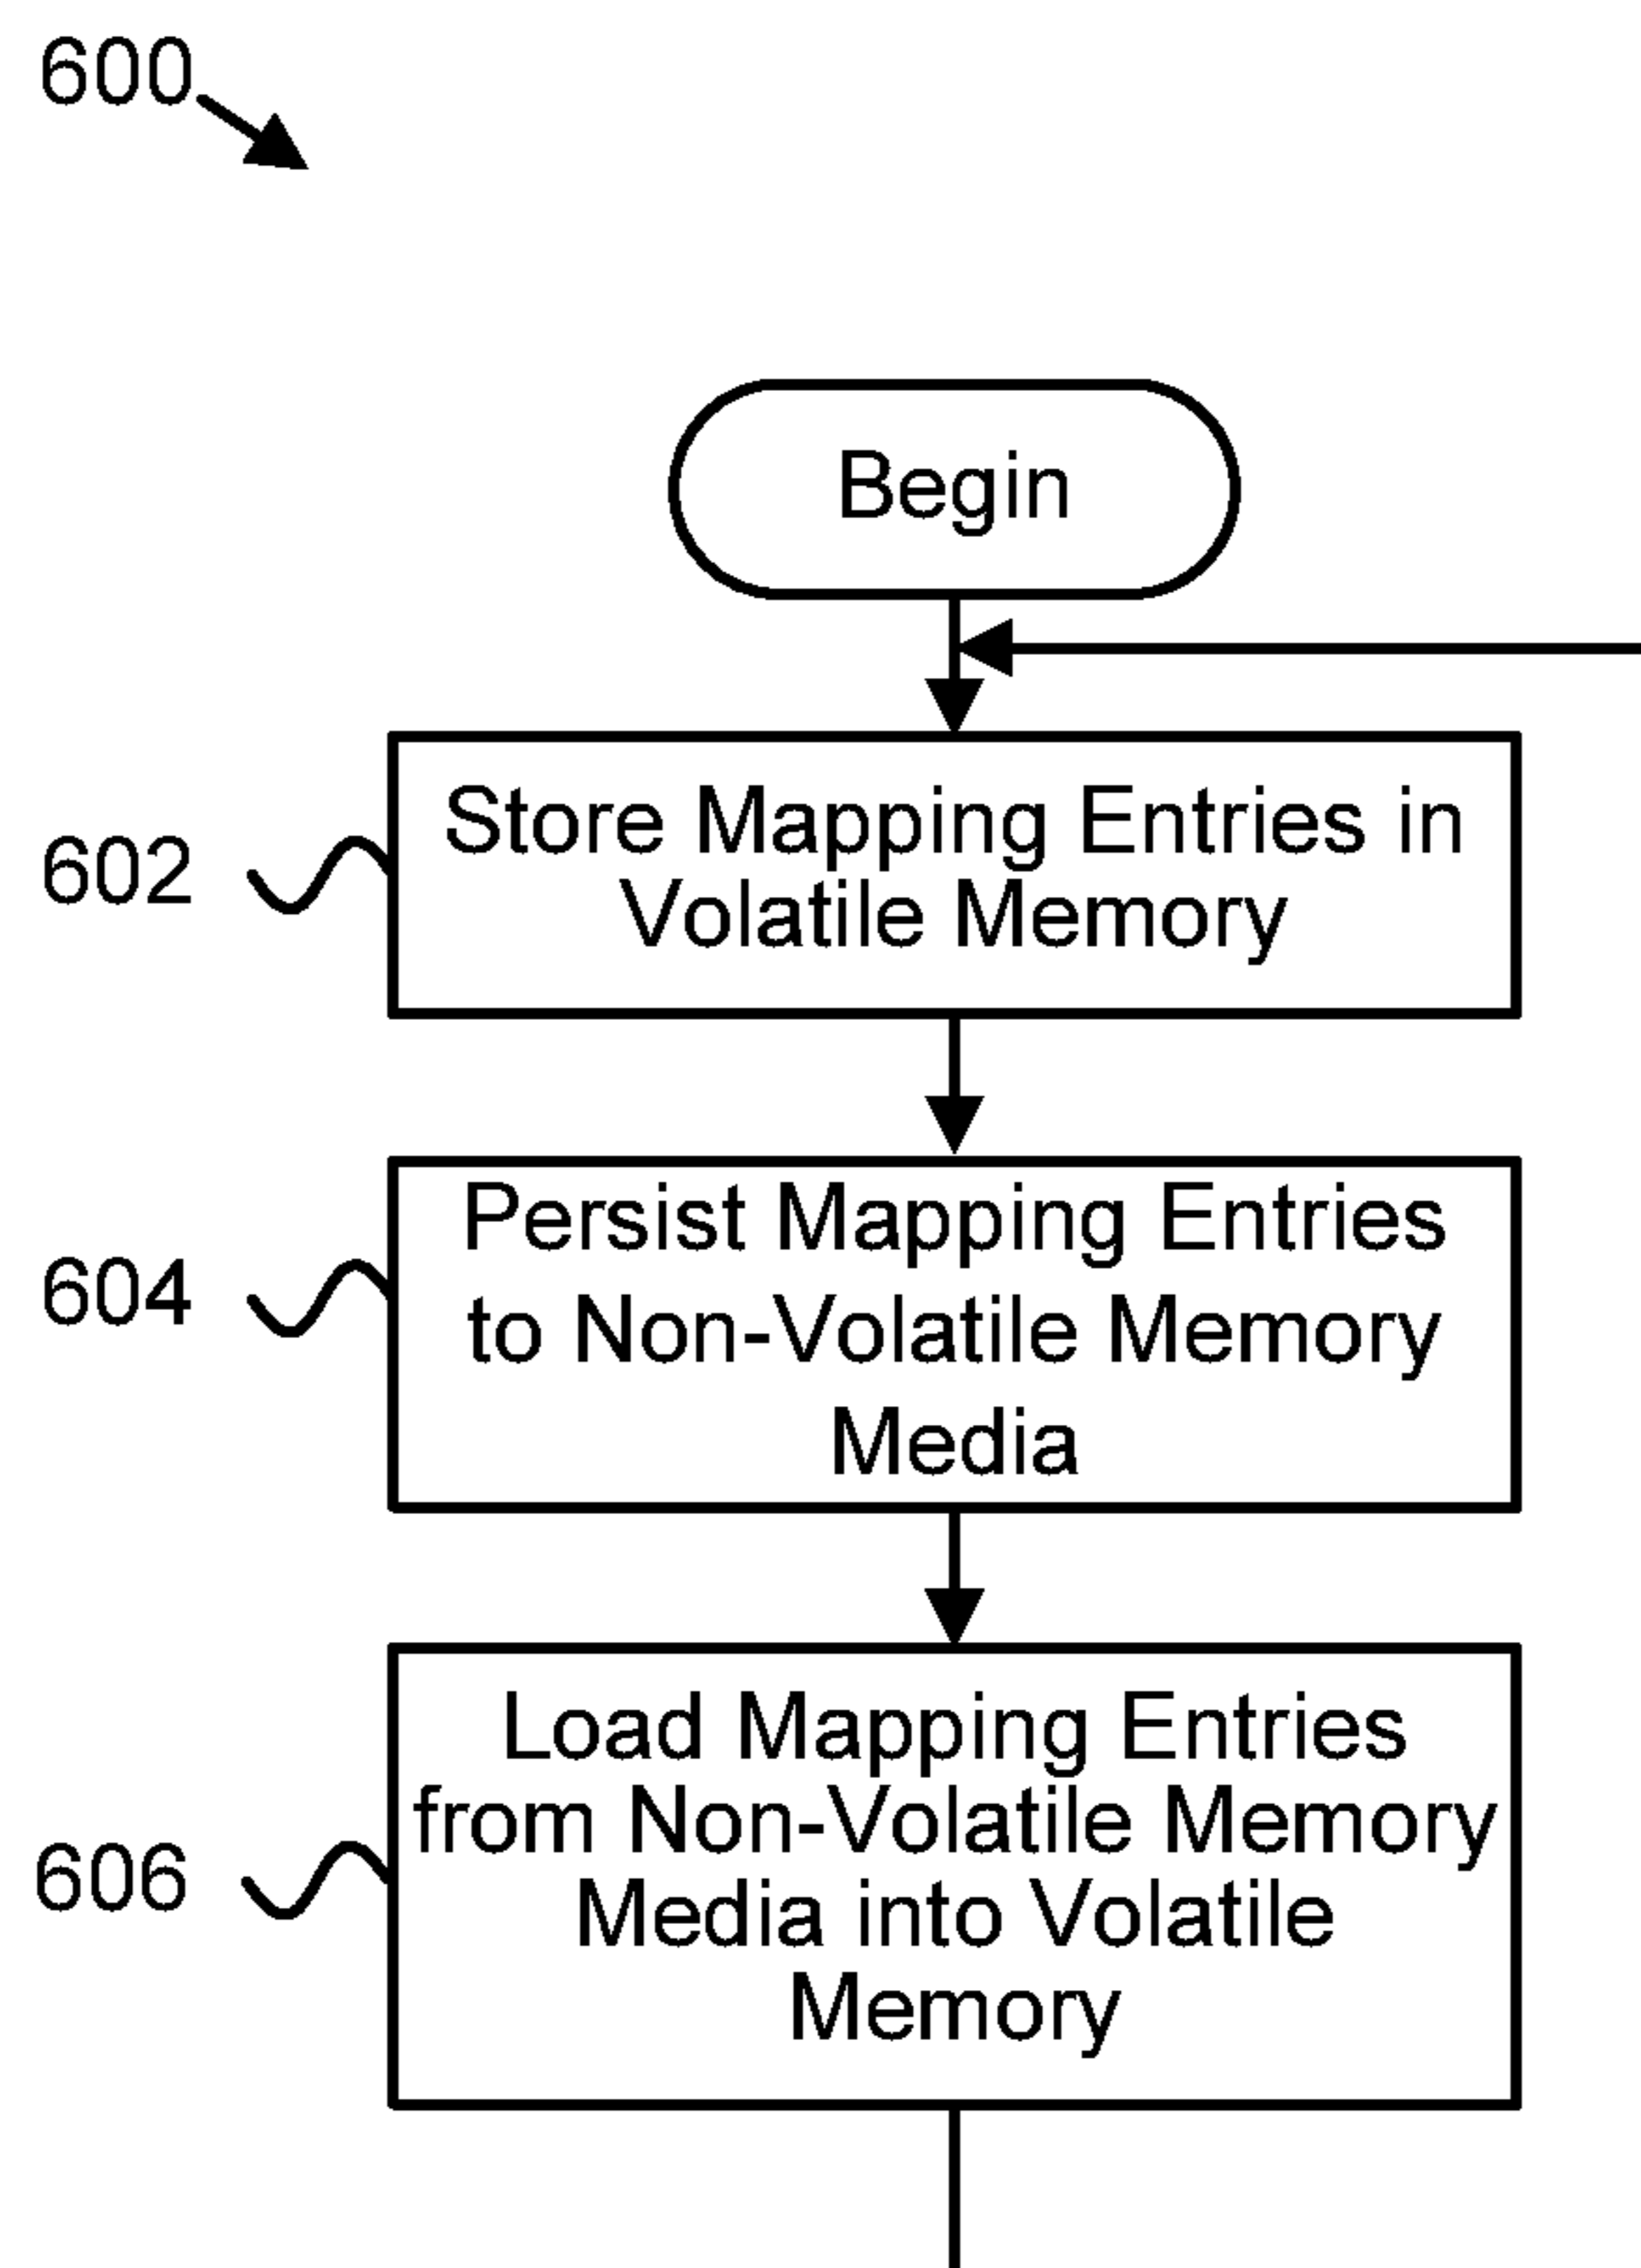 600
Begin
602
Store Mapping Entries in
Volatile Memory
604
Persist Mapping Entries
to Non-Volatile Memory
Media
606
Load Mapping Entries
from Non-Volatile Memory
Media into Volatile
Memory